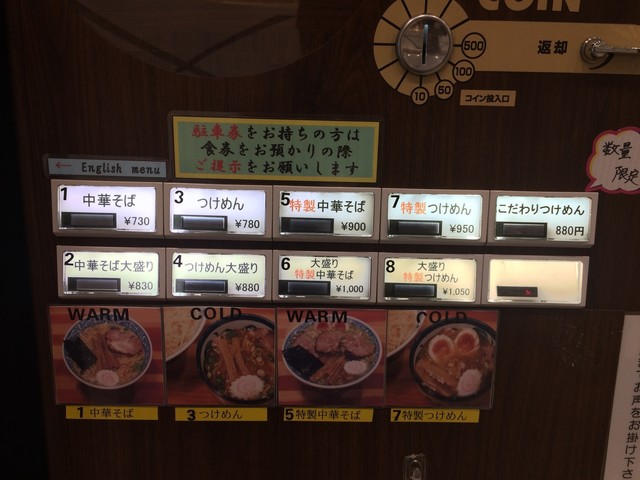 COIN
500
100
50
10
返却
コイン投入口
駐車券をお持ちの方は
食券をお預かりの際
ご提示をお願いします
← English menu
数量
限定
1 中華そば
¥730
3 つけめん
¥780
5 特製中華そば
¥900
7 特製つけめん
¥950
こだわりつけめん
880円
2 中華そば大盛り
¥830
4 つけめん大盛り
¥880
6 大盛り
特製中華そば
¥1,000
8 大盛り
特製つけめん
¥1,050
WARM
COLD
WARM
COLD
1 中華そば
3 つけめん
5 特製中華そば
7 特製つけめん
お声をお掛け下さ